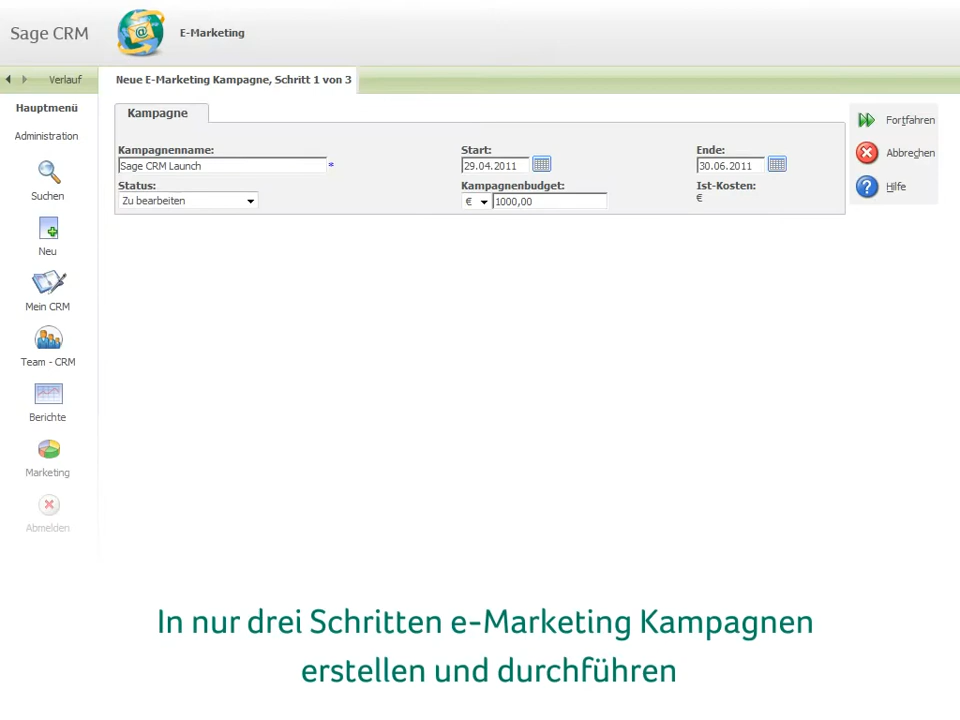 Sage CRM
E-Marketing
Verlauf
Neue E-Marketing Kampagne, Schritt 1 von 3
Hauptmenü
Administration
Suchen
Neu
Mein CRM
Team - CRM
Berichte
Marketing
Abmelden
Kampagne
Kampagnenname: Start: Ende:
Sage CRM Launch * 29.04.2011 30.06.2011
Status: Kampagnenbudget: Ist-Kosten:
Zu bearbeiten € 1000,00 €
Fortfahren
Abbrechen
Hilfe
In nur drei Schritten e-Marketing Kampagnen
erstellen und durchführen